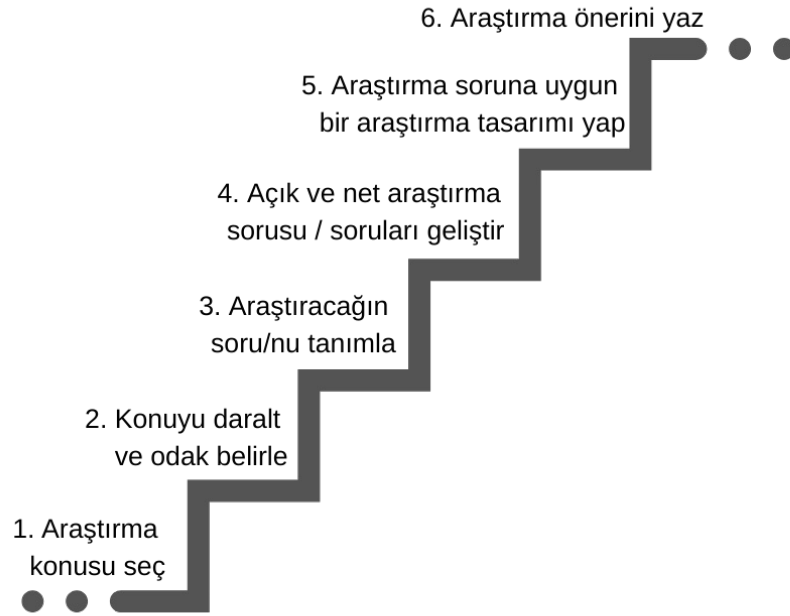 6. Araştırma önerini yaz
5. Araştırma soruna uygun
bir araştırma tasarımı yap
4. Açık ve net araştırma
sorusu / soruları geliştir
3. Araştıracağın
soru/nu tanımla
2. Konuyu daralt
ve odak belirle
1. Araştırma
konusu seç